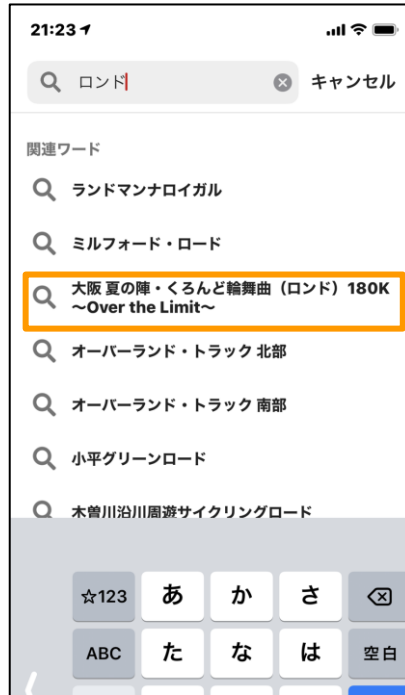 21:23
ロンド
キャンセル
関連ワード
ランドマンナロイガル
ミルフォード・ロード
大阪 夏の陣・くろんど輪舞曲（ロンド）180K
〜Over the Limit〜
オーバーランド・トラック 北部
オーバーランド・トラック 南部
小平グリーンロード
木曽川沿川周遊サイクリングロード
☆123 あ か さ
ABC た な は 空白